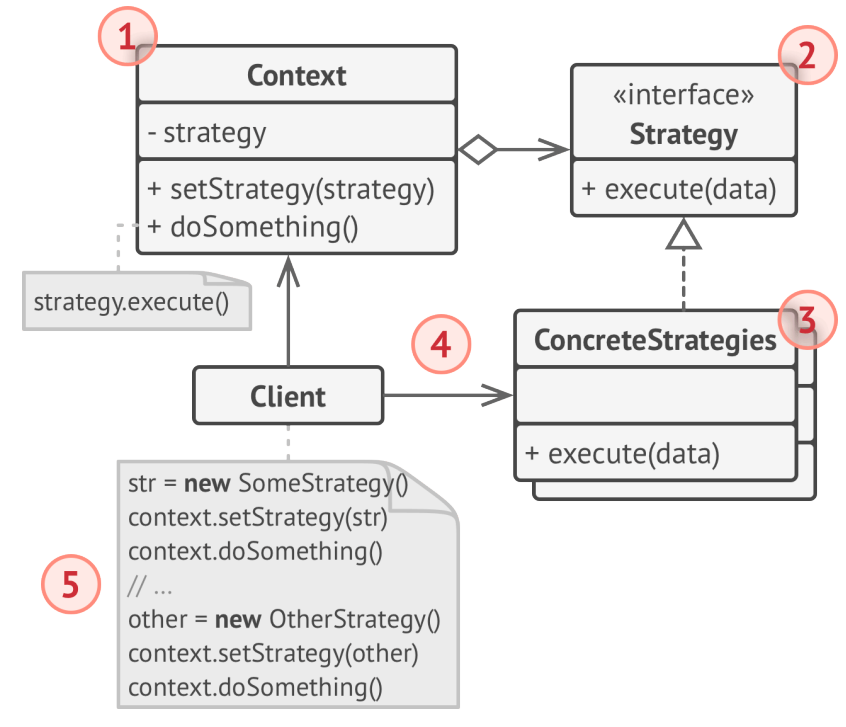 1
Context
- strategy
+ setStrategy(strategy)
+ doSomething()
strategy.execute()
2
«interface»
Strategy
+ execute(data)
3
ConcreteStrategies
+ execute(data)
4
Client
5
str = new SomeStrategy()
context.setStrategy(str)
context.doSomething()
// ...
other = new OtherStrategy()
context.setStrategy(other)
context.doSomething()